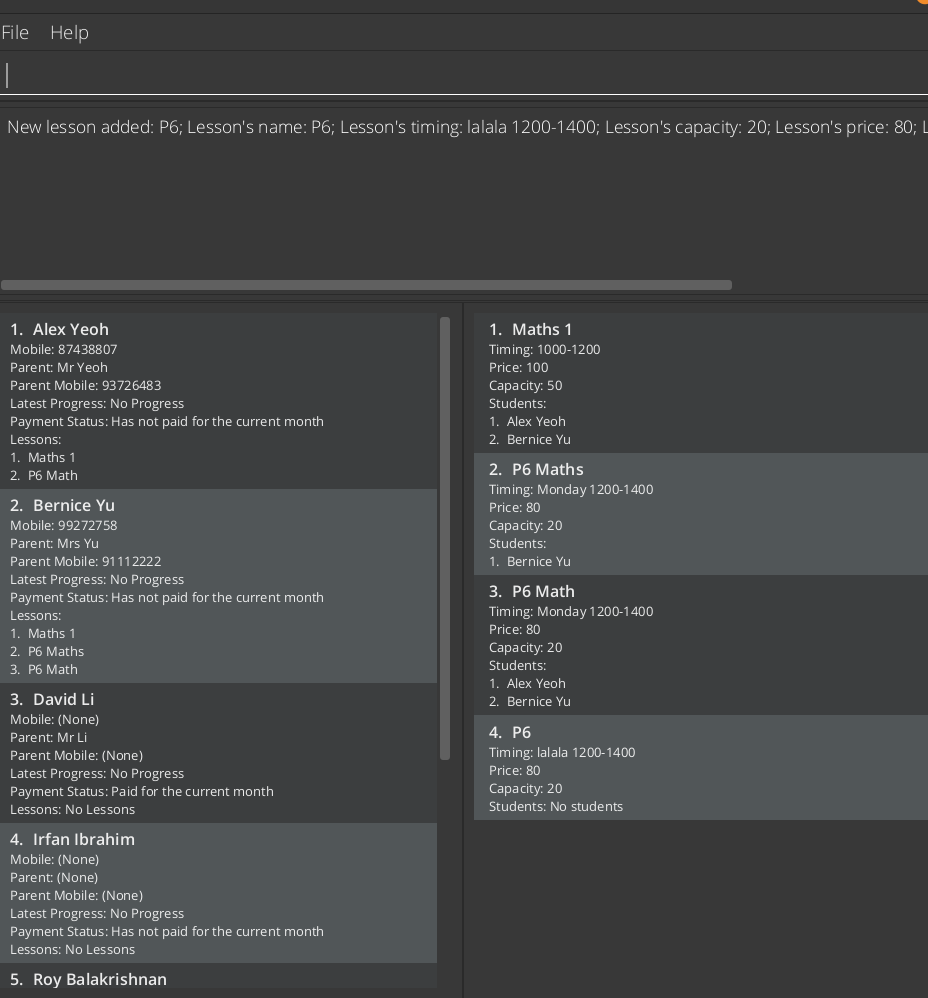 File Help
New lesson added: P6; Lesson's name: P6; Lesson's timing: lalala 1200-1400; Lesson's capacity: 20; Lesson's price: 80; L
1. Alex Yeoh
Mobile: 87438807
Parent: Mr Yeoh
Parent Mobile: 93726483
Latest Progress: No Progress
Payment Status: Has not paid for the current month
Lessons:
1. Maths 1
2. P6 Math
2. Bernice Yu
Mobile: 99272758
Parent: Mrs Yu
Parent Mobile: 91112222
Latest Progress: No Progress
Payment Status: Has not paid for the current month
Lessons:
1. Maths 1
2. P6 Maths
3. P6 Math
3. David Li
Mobile: (None)
Parent: Mr Li
Parent Mobile: (None)
Latest Progress: No Progress
Payment Status: Paid for the current month
Lessons: No Lessons
4. Irfan Ibrahim
Mobile: (None)
Parent: (None)
Parent Mobile: (None)
Latest Progress: No Progress
Payment Status: Has not paid for the current month
Lessons: No Lessons
5. Roy Balakrishnan
1. Maths 1
Timing: 1000-1200
Price: 100
Capacity: 50
Students:
1. Alex Yeoh
2. Bernice Yu
2. P6 Maths
Timing: Monday 1200-1400
Price: 80
Capacity: 20
Students:
1. Bernice Yu
3. P6 Math
Timing: Monday 1200-1400
Price: 80
Capacity: 20
Students:
1. Alex Yeoh
2. Bernice Yu
4. P6
Timing: lalala 1200-1400
Price: 80
Capacity: 20
Students: No students